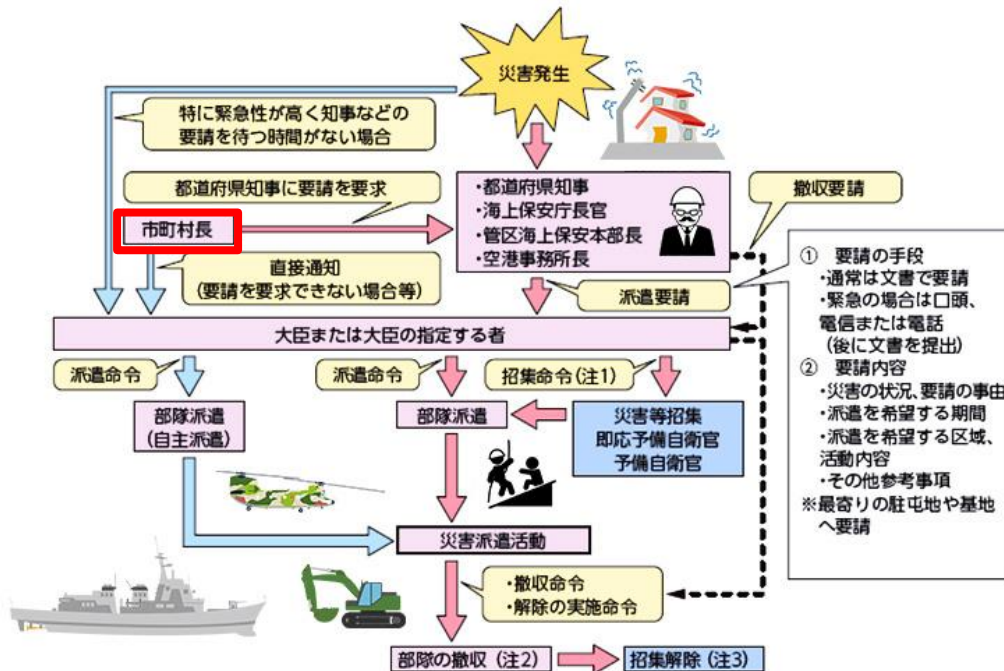 災害発生
特に緊急性が高く知事などの
要請を待つ時間がない場合
都道府県知事に要請を要求
市町村長
・都道府県知事
・海上保安庁長官
・管区海上保安本部長
・空港事務所長
撤収要請
直接通知
(要請を要求できない場合等)
派遣要請
① 要請の手段
・通常は文書で要請
・緊急の場合は口頭、
電信または電話
(後に文書を提出)
② 要請内容
・災害の状況、要請の事由
・派遣を希望する期間
・派遣を希望する区域、
活動内容
・その他参考事項
※最寄りの駐屯地や基地
へ要請
大臣または大臣の指定する者
派遣命令
派遣命令
招集命令(注1)
部隊派遣
(自主派遣)
部隊派遣
災害等招集
即応予備自衛官
予備自衛官
災害派遣活動
・撤収命令
・解除の実施命令
部隊の撤収(注2)
招集解除(注3)